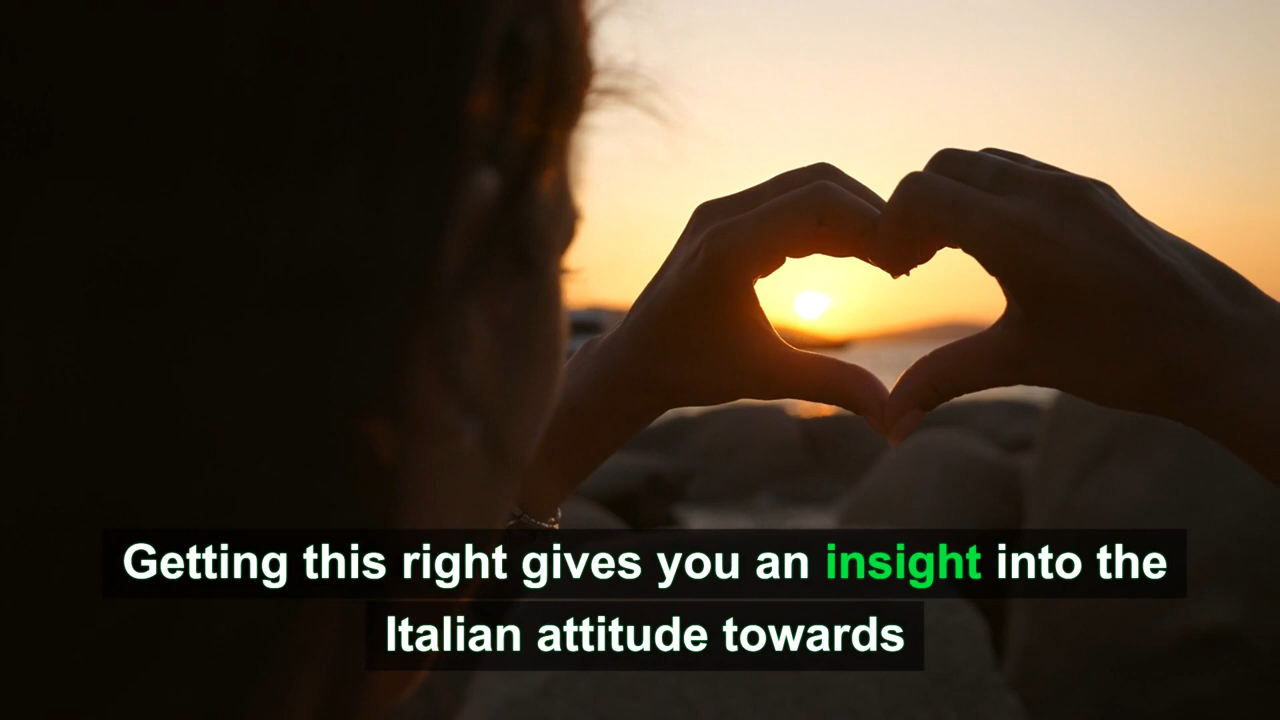 Getting this right gives you an insight into the
Italian attitude towards